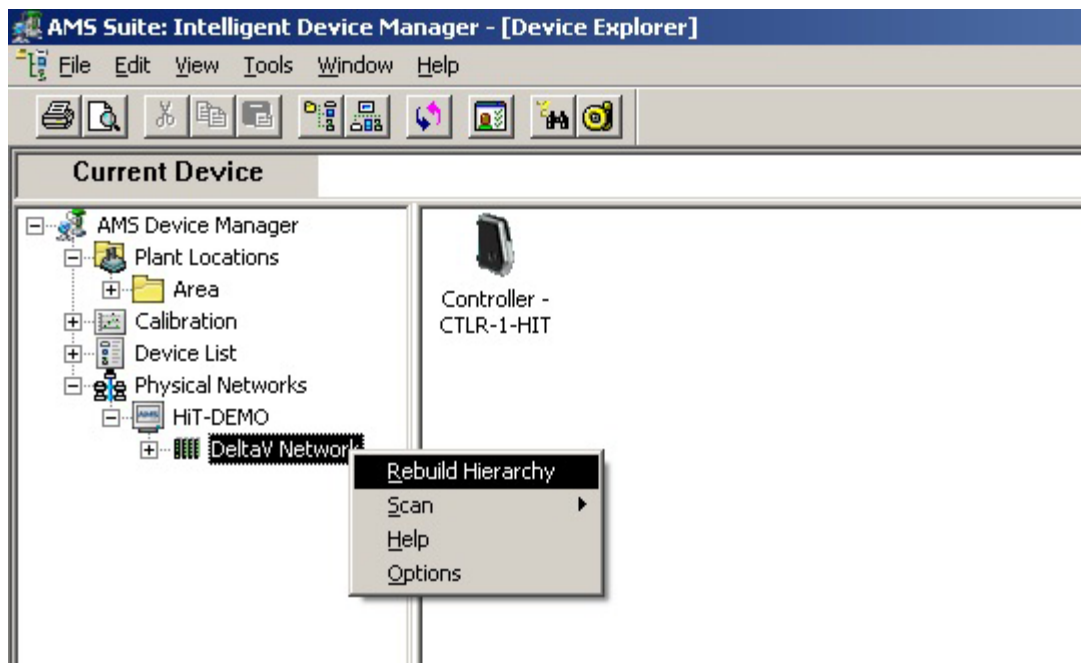 AMS Suite: Intelligent Device Manager - [Device Explorer]
File Edit View Tools Window Help
Current Device
AMS Device Manager
Plant Locations
Area
Calibration
Device List
Physical Networks
HiT-DEMO
DeltaV Network
Controller -
CTLR-1-HIT
Rebuild Hierarchy
Scan
Help
Options